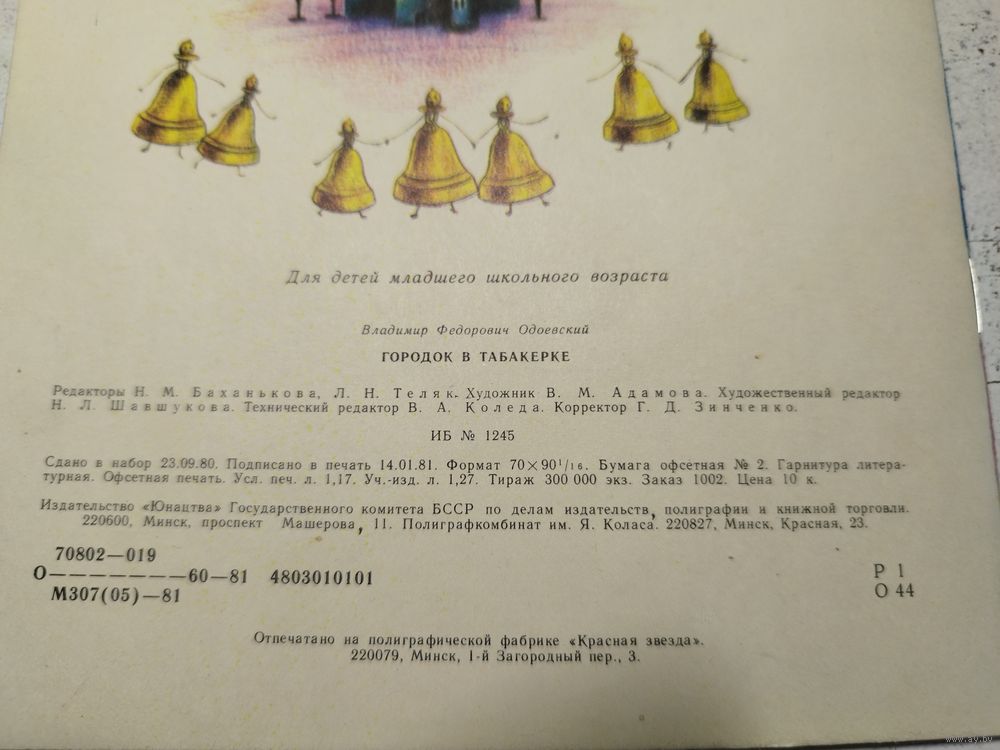 Для детей младшего школьного возраста
Владимир Федорович Одоевский
ГОРОДОК В ТАБАКЕРКЕ
Редакторы Н. М. Баханькова, Л. Н. Теляк. Художник В. М. Адамова. Художественный редактор
Н. Л. Шавшукова. Технический редактор В. А. Коледа. Корректор Г. Д. Зинченко.
ИБ № 1245
Сдано в набор 23.09.80. Подписано в печать 14.01.81. Формат 70×90¹/₁₆. Бумага офсетная № 2. Гарнитура литера-
турная. Офсетная печать. Усл. печ. л. 1,17. Уч.-изд. л. 1,27. Тираж 300 000 экз. Заказ 1002. Цена 10 к.
Издательство «Юнацтва» Государственного комитета БССР по делам издательств, полиграфии и книжной торговли.
220600, Минск, проспект Машерова, 11. Полиграфкомбинат им. Я. Коласа. 220827, Минск, Красная, 23.
70802—019
О———————60—81 4803010101
М307(05)—81
Р 1
О 44
Отпечатано на полиграфической фабрике «Красная звезда».
220079, Минск, 1-й Загородный пер., 3.
www.ay.by